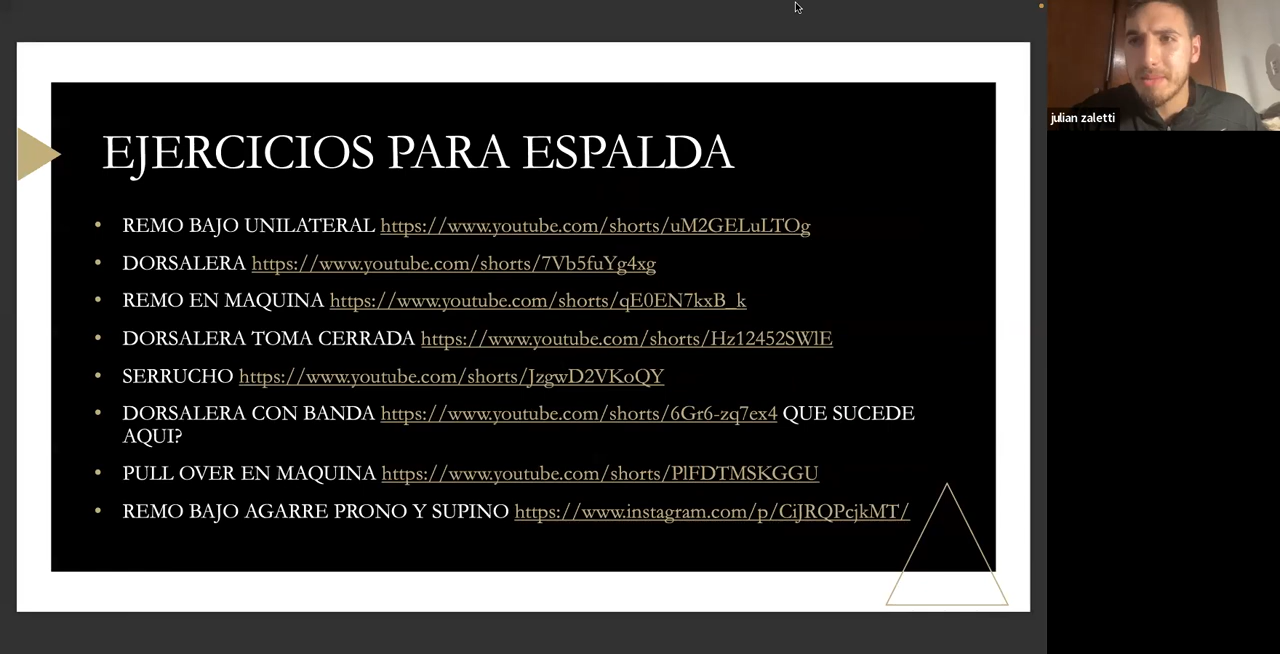 EJERCICIOS PARA ESPALDA
• REMO BAJO UNILATERAL https://www.youtube.com/shorts/uM2GELuLTOg
• DORSALERA https://www.youtube.com/shorts/7Vb5fuYg4xg
• REMO EN MAQUINA https://www.youtube.com/shorts/qE0EN7kxB_k
• DORSALERA TOMA CERRADA https://www.youtube.com/shorts/Hz12452SWlE
• SERRUCHO https://www.youtube.com/shorts/JzgwD2VKoQY
• DORSALERA CON BANDA https://www.youtube.com/shorts/6Gr6-zq7ex4 QUE SUCEDE
AQUI?
• PULL OVER EN MAQUINA https://www.youtube.com/shorts/PlFDTMSKGGU
• REMO BAJO AGARRE PRONO Y SUPINO https://www.instagram.com/p/CiJRQPcjkMT/
julian zaletti